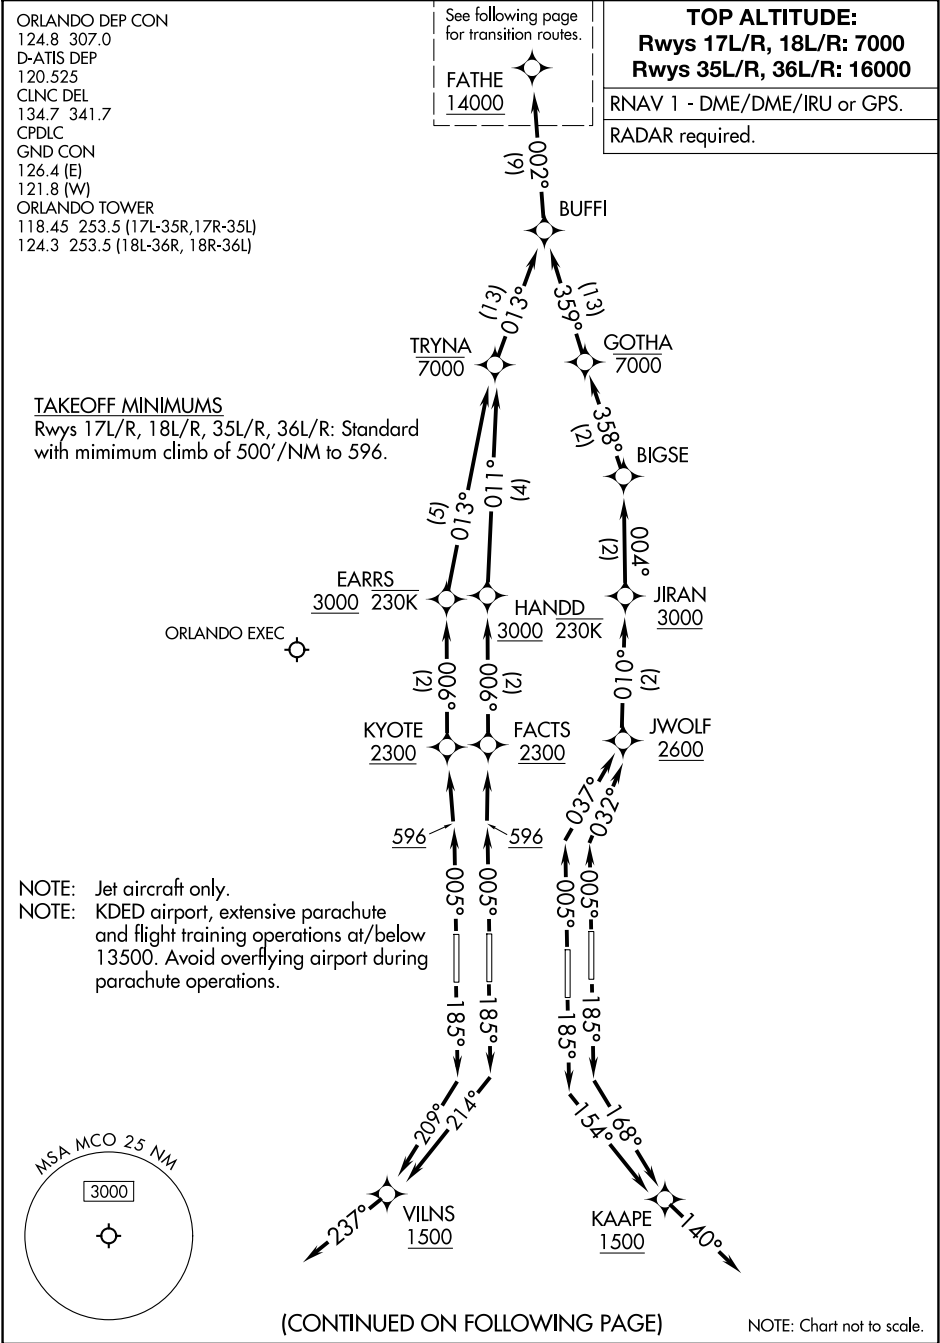 ORLANDO DEP CON
124.8 307.0
D-ATIS DEP
120.525
CLNC DEL
134.7 341.7
CPDLC
GND CON
126.4 (E)
121.8 (W)
ORLANDO TOWER
118.45 253.5 (17L-35R,17R-35L)
124.3 253.5 (18L-36R, 18R-36L)
See following page
for transition routes.
FATHE
14000
TOP ALTITUDE:
Rwys 17L/R, 18L/R: 7000
Rwys 35L/R, 36L/R: 16000
RNAV 1 - DME/DME/IRU or GPS.
RADAR required.
002°
(9)
BUFFI
(13)
013°
359°
(13)
TRYNA
7000
GOTHA
7000
TAKEOFF MINIMUMS
Rwys 17L/R, 18L/R, 35L/R, 36L/R: Standard
with mimimum climb of 500'/NM to 596.
358°
(2)
BIGSE
(5)
013°
011°
(4)
004°
(2)
EARRS
3000 230K
HANDD
3000 230K
JIRAN
3000
ORLANDO EXEC
006°
(2)
006°
(2)
010°
(2)
KYOTE
2300
FACTS
2300
JWOLF
2600
037°
032°
596
596
005°
005°
005°
005°
NOTE: Jet aircraft only.
NOTE: KDED airport, extensive parachute
and flight training operations at/below
13500. Avoid overflying airport during
parachute operations.
185°
185°
185°
185°
209°
214°
154°
168°
MSA MCO 25 NM
3000
VILNS
1500
237°
KAAPE
1500
140°
(CONTINUED ON FOLLOWING PAGE)
NOTE: Chart not to scale.